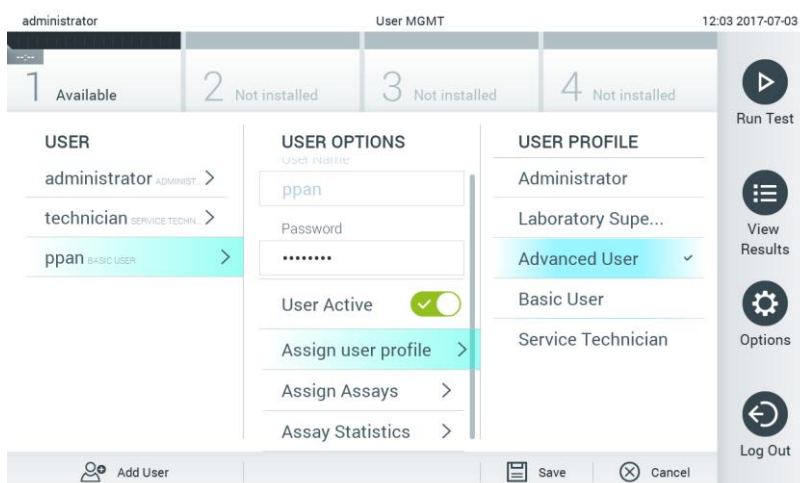 administrator User MGMT 12:03 2017-07-03
--:--
1 Available 2 Not installed 3 Not installed 4 Not installed
Run Test
View
Results
Options
Log Out
USER
administrator ADMINIST.
technician SERVICE TECHN.
ppan BASIC USER
USER OPTIONS
User Name
ppan
Password
••••••••
User Active
Assign user profile
Assign Assays
Assay Statistics
USER PROFILE
Administrator
Laboratory Supe...
Advanced User
Basic User
Service Technician
Add User Save Cancel